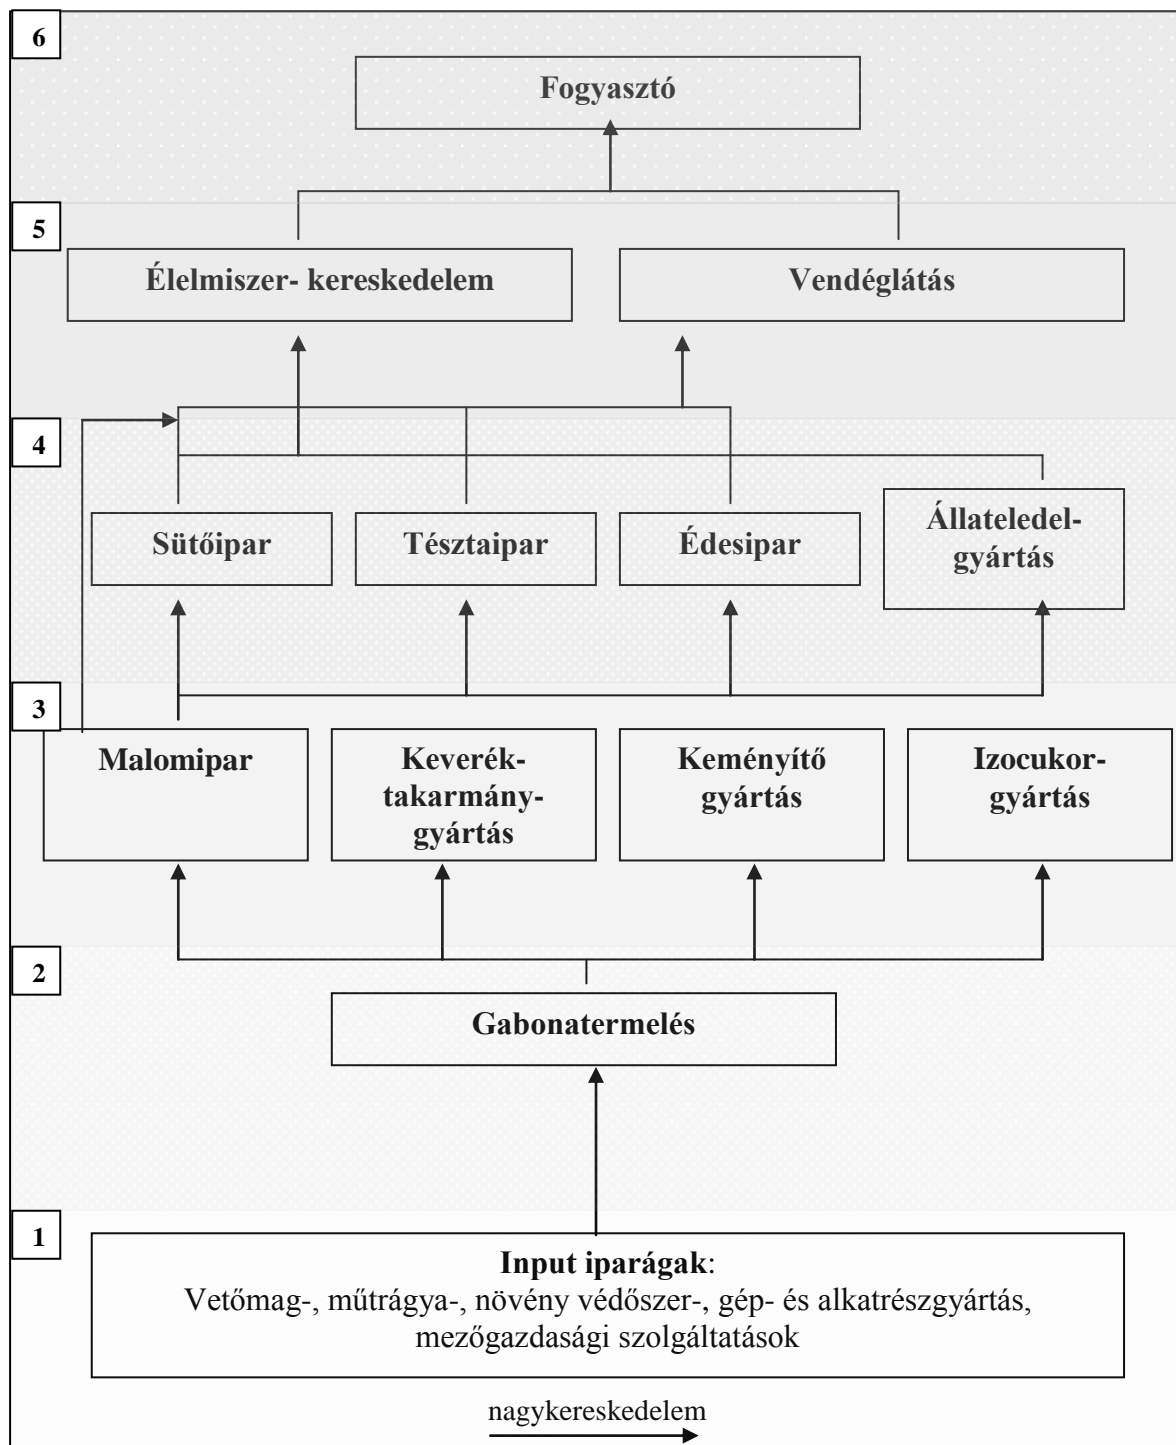 6
Fogyasztó
5
Élelmiszer- kereskedelem
Vendéglátás
4
Sütőipar
Tésztaipar
Édesipar
Állateledel-
gyártás
3
Malomipar
Keverék-
takarmány-
gyártás
Keményítő
gyártás
Izocukor-
gyártás
2
Gabonatermelés
1
Input iparágak:
Vetőmag-, műtrágya-, növény védőszer-, gép- és alkatrészgyártás,
mezőgazdasági szolgáltatások
nagykereskedelem